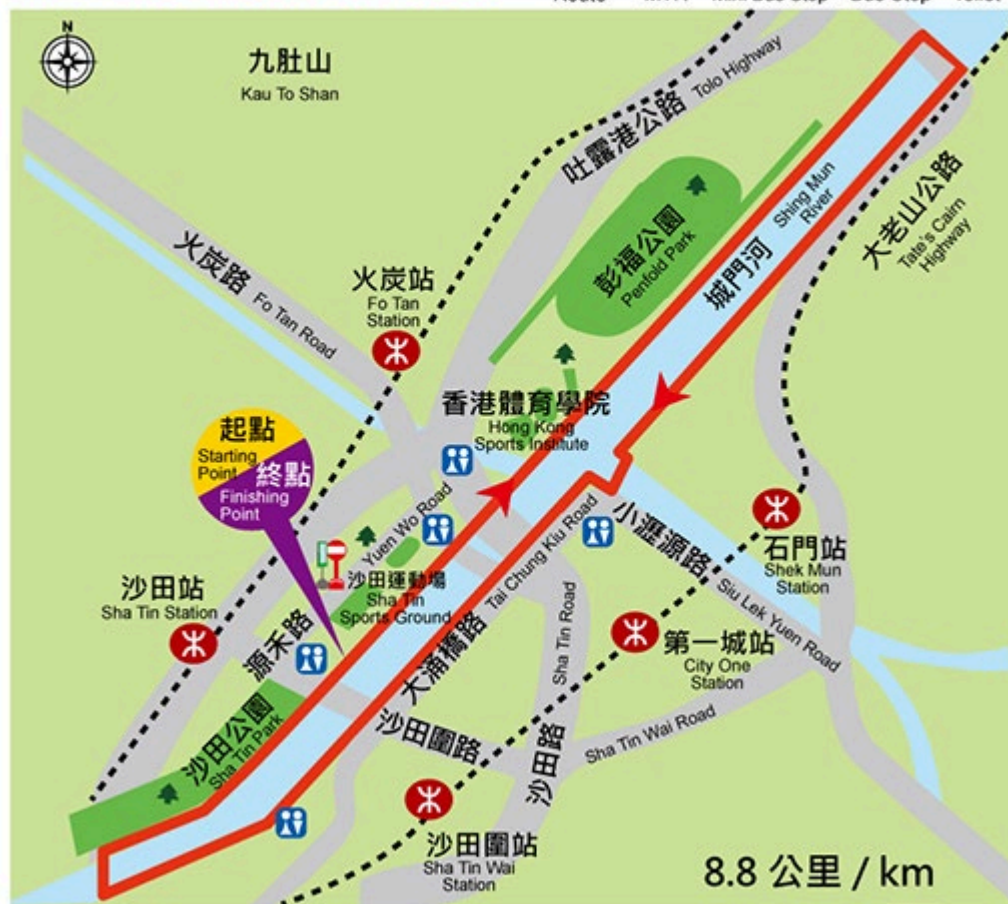 N
九肚山
Kau To Shan
吐露港公路 Tolo Highway
火炭路 Fo Tan Road
火炭站
Fo Tan
Station
彭福公園
Penfold Park
城門河
Shing Mun
River
大老山公路
Tate's Cairn
Highway
香港體育學院
Hong Kong
Sports Institute
起點
Starting
Point
終點
Finishing
Point
Yuen Wo Road
沙田運動場
Sha Tin
Sports Ground
源禾路
沙田站
Sha Tin Station
大涌橋路 Tai Chung Kiu Road
小瀝源路
Siu Lek Yuen Road
石門站
Shek Mun
Station
第一城站
City One
Station
Sha Tin Road
沙田路
沙田圍路
Sha Tin Wai Road
沙田公園
Sha Tin Park
沙田圍站
Sha Tin Wai
Station
8.8 公里 / km